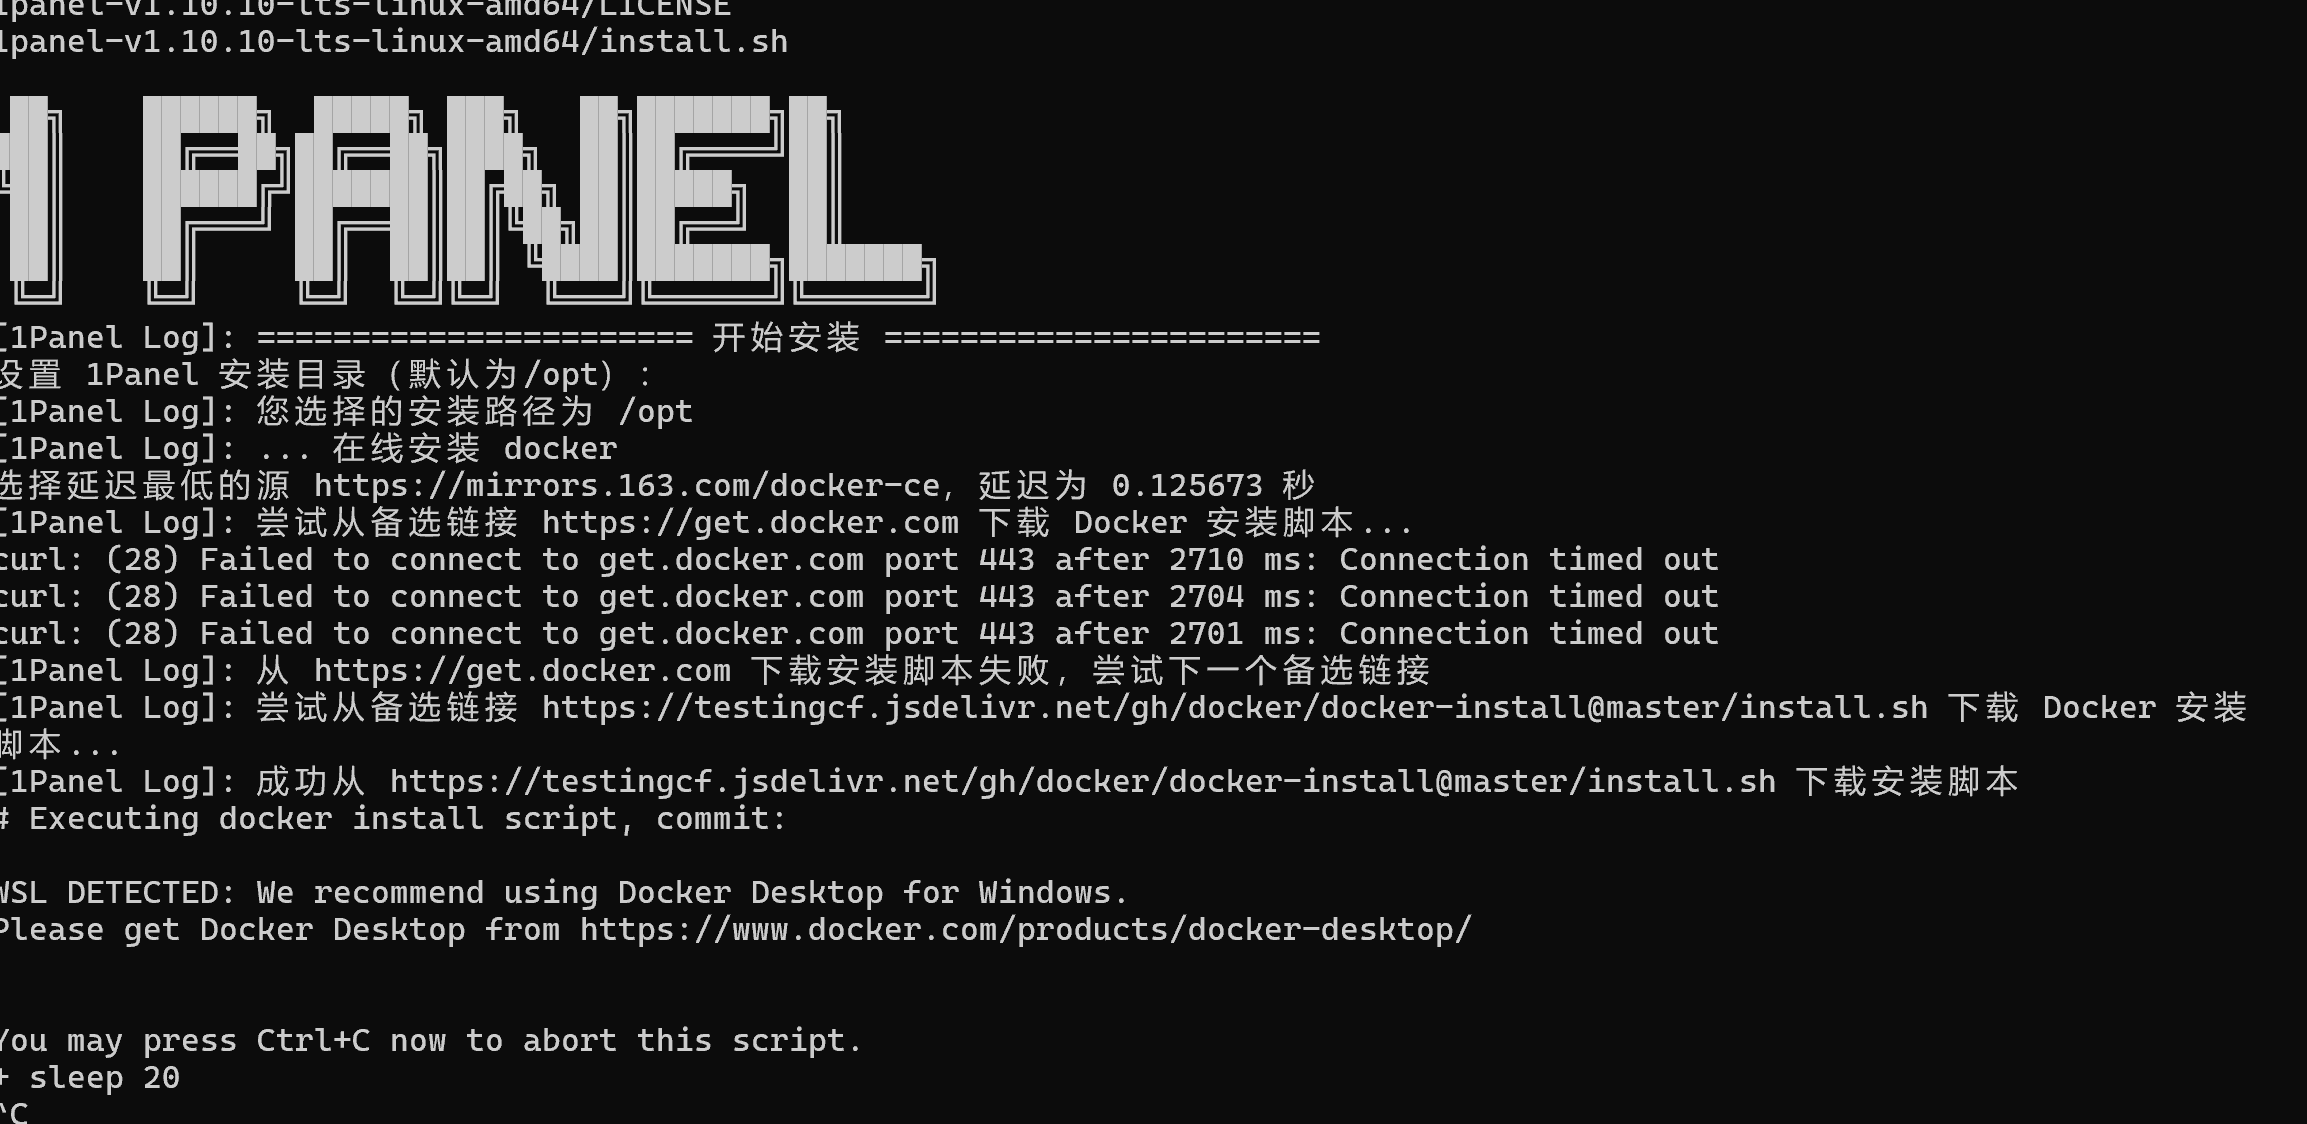 1panel-v1.10.10-lts-linux-amd64/LICENSE
1panel-v1.10.10-lts-linux-amd64/install.sh
1 PANEL
[1Panel Log]: ======================= 开始安装 =======================
设置 1Panel 安装目录（默认为/opt）：
[1Panel Log]: 您选择的安装路径为 /opt
[1Panel Log]: ... 在线安装 docker
选择延迟最低的源 https://mirrors.163.com/docker-ce，延迟为 0.125673 秒
[1Panel Log]: 尝试从备选链接 https://get.docker.com 下载 Docker 安装脚本...
curl: (28) Failed to connect to get.docker.com port 443 after 2710 ms: Connection timed out
curl: (28) Failed to connect to get.docker.com port 443 after 2704 ms: Connection timed out
curl: (28) Failed to connect to get.docker.com port 443 after 2701 ms: Connection timed out
[1Panel Log]: 从 https://get.docker.com 下载安装脚本失败，尝试下一个备选链接
[1Panel Log]: 尝试从备选链接 https://testingcf.jsdelivr.net/gh/docker/docker-install@master/install.sh 下载 Docker 安装
脚本...
[1Panel Log]: 成功从 https://testingcf.jsdelivr.net/gh/docker/docker-install@master/install.sh 下载安装脚本
# Executing docker install script, commit:
WSL DETECTED: We recommend using Docker Desktop for Windows.
Please get Docker Desktop from https://www.docker.com/products/docker-desktop/
You may press Ctrl+C now to abort this script.
+ sleep 20
^C